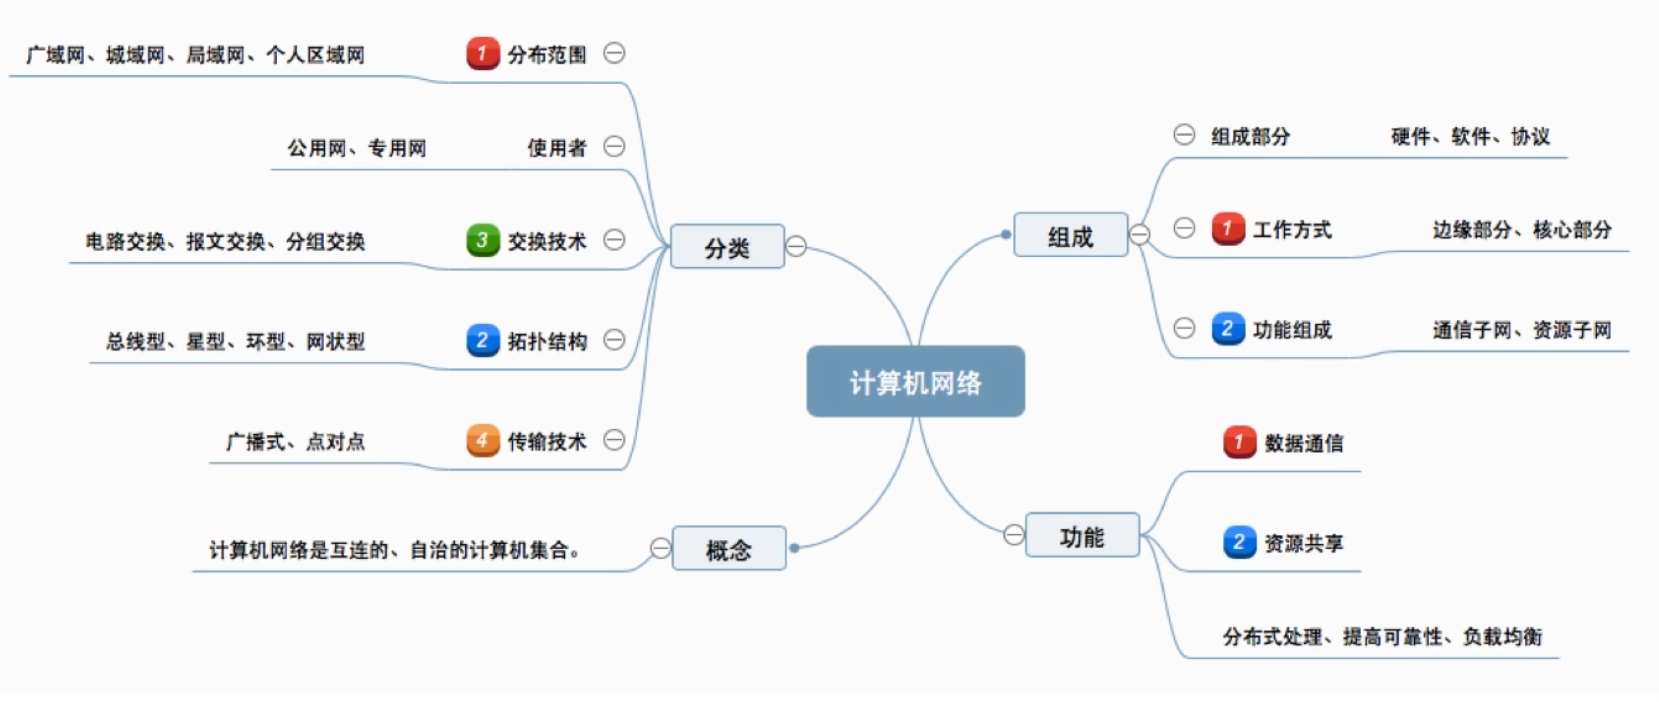 计算机网络
组成
组成部分 硬件、软件、协议
1 工作方式 边缘部分、核心部分
2 功能组成 通信子网、资源子网
功能
1 数据通信
2 资源共享
分布式处理、提高可靠性、负载均衡
概念
计算机网络是互连的、自治的计算机集合。
分类
广域网、城域网、局域网、个人区域网 1 分布范围
公用网、专用网 使用者
电路交换、报文交换、分组交换 3 交换技术
总线型、星型、环型、网状型 2 拓扑结构
广播式、点对点 4 传输技术